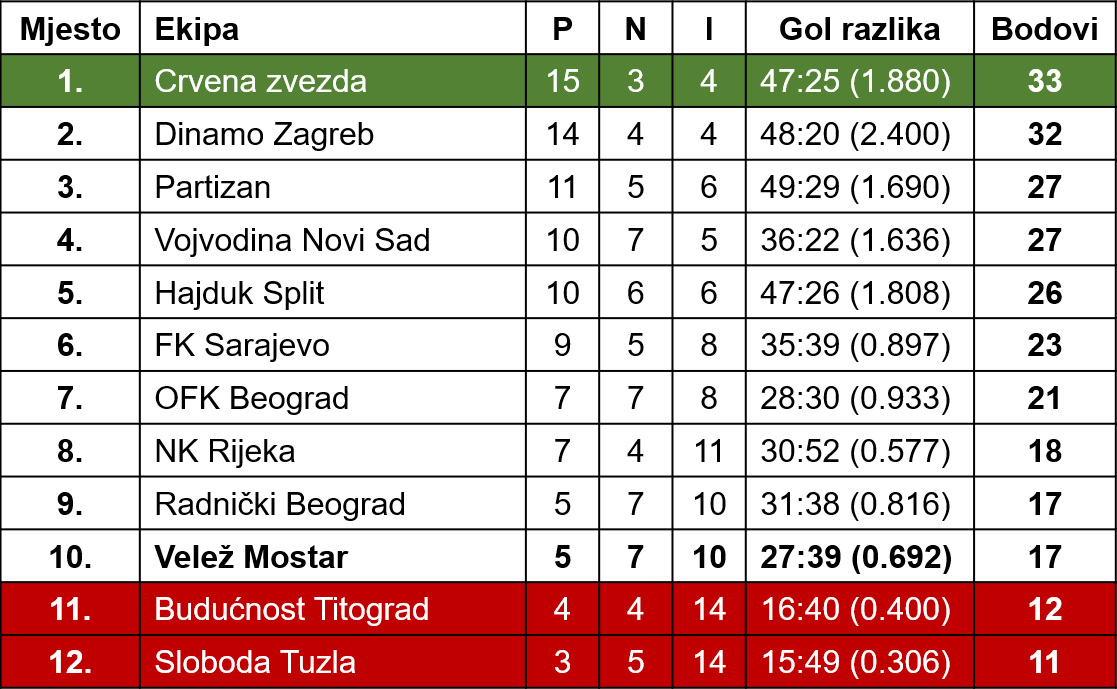 Mjesto Ekipa P N I Gol razlika Bodovi
1. Crvena zvezda 15 3 4 47:25 (1.880) 33
2. Dinamo Zagreb 14 4 4 48:20 (2.400) 32
3. Partizan 11 5 6 49:29 (1.690) 27
4. Vojvodina Novi Sad 10 7 5 36:22 (1.636) 27
5. Hajduk Split 10 6 6 47:26 (1.808) 26
6. FK Sarajevo 9 5 8 35:39 (0.897) 23
7. OFK Beograd 7 7 8 28:30 (0.933) 21
8. NK Rijeka 7 4 11 30:52 (0.577) 18
9. Radnički Beograd 5 7 10 31:38 (0.816) 17
10. Velež Mostar 5 7 10 27:39 (0.692) 17
11. Budućnost Titograd 4 4 14 16:40 (0.400) 12
12. Sloboda Tuzla 3 5 14 15:49 (0.306) 11